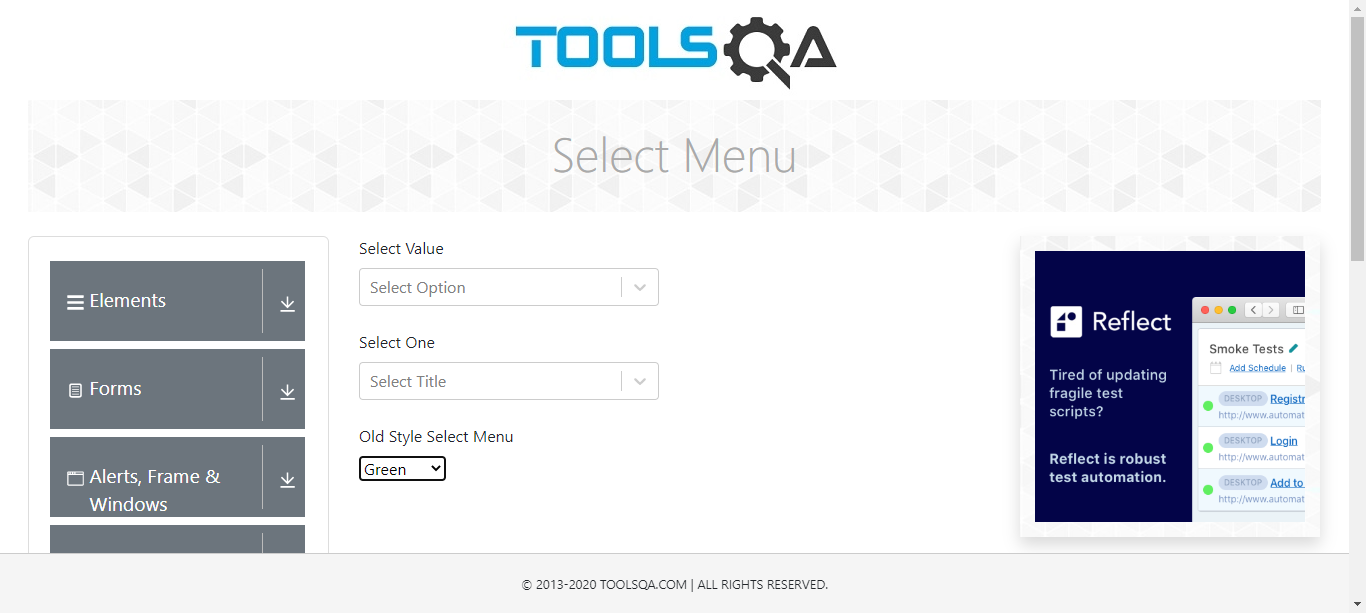 TOOLSQA
Select Menu
Elements
Forms
Alerts, Frame &
Windows
Select Value
Select Option
Select One
Select Title
Old Style Select Menu
Green
Reflect
Tired of updating
fragile test
scripts?
Reflect is robust
test automation.
Smoke Tests
Add Schedule | Ru
DESKTOP Registr
http://www.automat
DESKTOP Login
http://www.automat
DESKTOP Add to
http://www.automat
© 2013-2020 TOOLSQA.COM | ALL RIGHTS RESERVED.